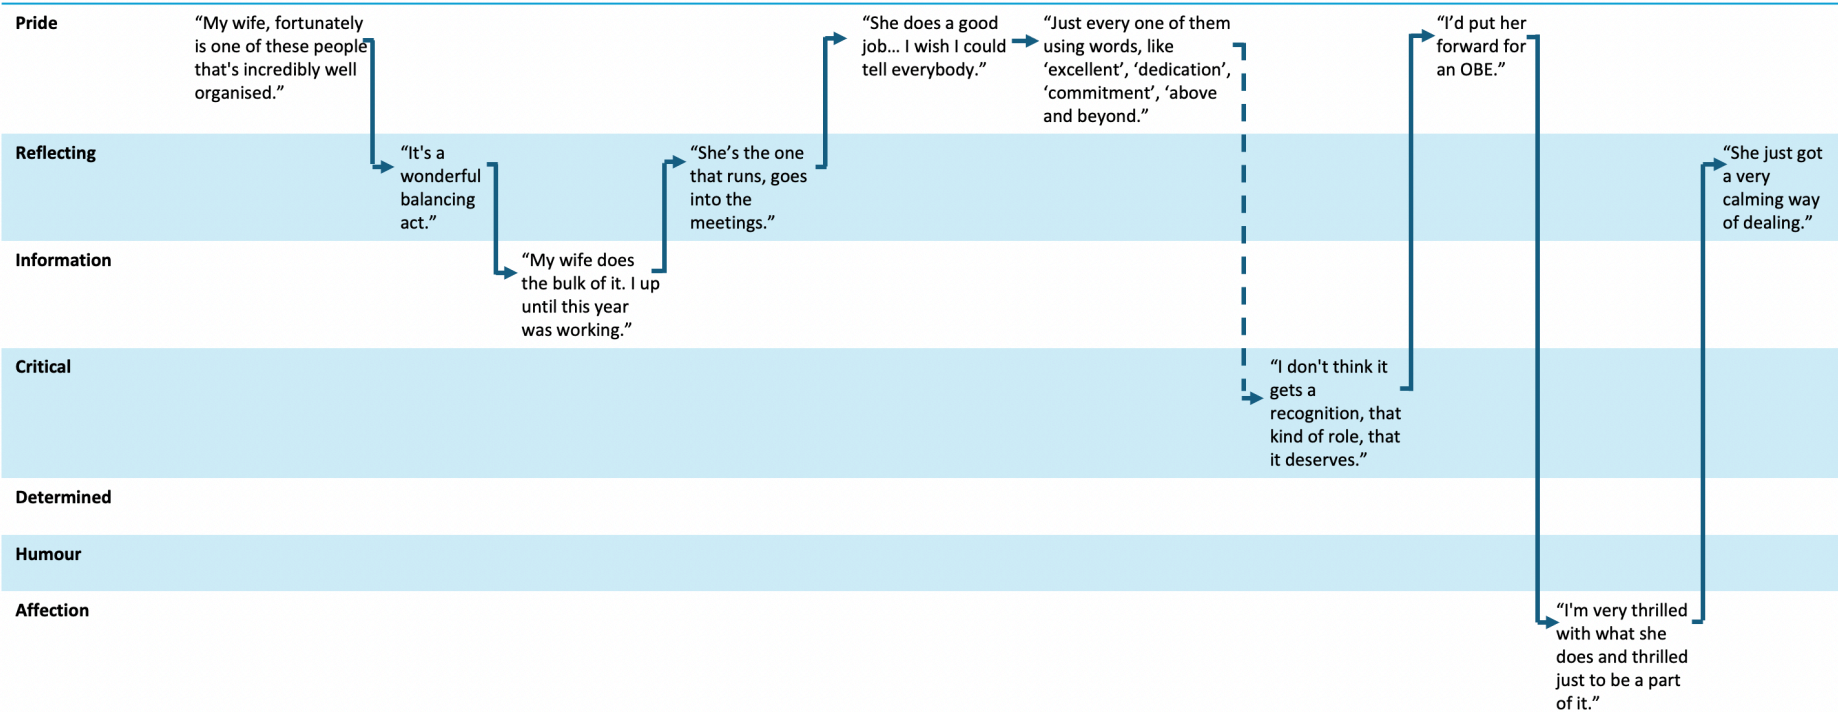 Pride
“My wife, fortunately
is one of these people
that's incredibly well
organised.”
“She does a good
job... I wish I could
tell everybody.”
“Just every one of them
using words, like
‘excellent’, ‘dedication’,
‘commitment’, ‘above
and beyond.”
“I’d put her
forward for
an OBE.”
Reflecting
“It's a
wonderful
balancing
act.”
“She’s the one
that runs, goes
into the
meetings.”
“She just got
a very
calming way
of dealing.”
Information
“My wife does
the bulk of it. I up
until this year
was working.”
Critical
“I don't think it
gets a
recognition, that
kind of role, that
it deserves.”
Determined
Humour
Affection
“I'm very thrilled
with what she
does and thrilled
just to be a part
of it.”